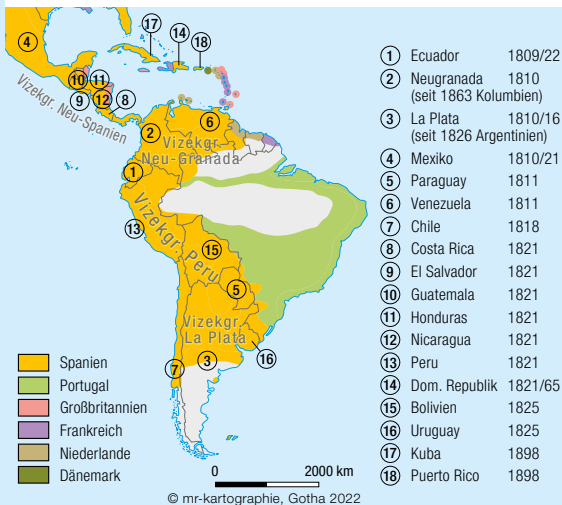 17
14
18
4
10
11
9
12
8
Vizekgr. Neu-Spanien
6
2
Vizekgr.
Neu-Granada
1
Vizekgr. Peru
13
15
5
Vizekgr.
La Plata
16
7
3
Spanien
Portugal
Großbritannien
Frankreich
Niederlande
Dänemark
0 2000 km
© mr-kartographie, Gotha 2022
1 Ecuador 1809/22
2 Neugranada 1810
(seit 1863 Kolumbien)
3 La Plata 1810/16
(seit 1826 Argentinien)
4 Mexiko 1810/21
5 Paraguay 1811
6 Venezuela 1811
7 Chile 1818
8 Costa Rica 1821
9 El Salvador 1821
10 Guatemala 1821
11 Honduras 1821
12 Nicaragua 1821
13 Peru 1821
14 Dom. Republik 1821/65
15 Bolivien 1825
16 Uruguay 1825
17 Kuba 1898
18 Puerto Rico 1898